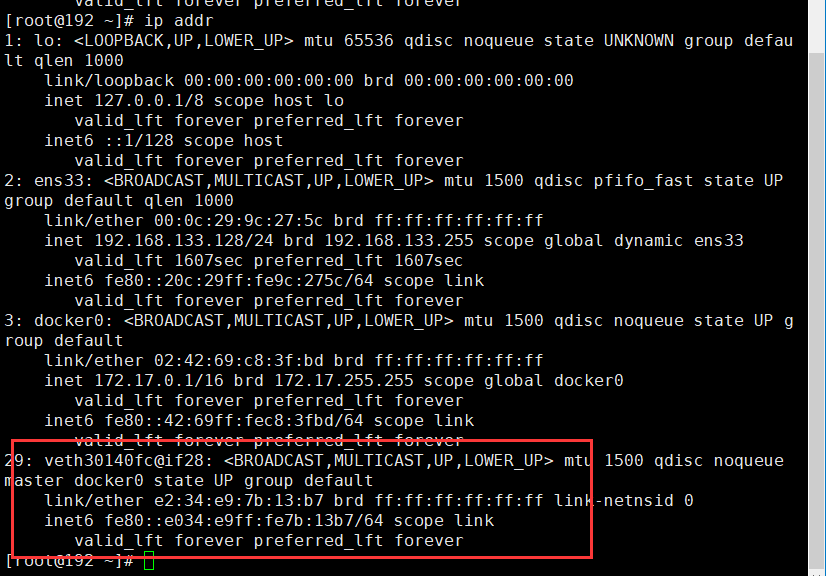 valid_lft forever preferred_lft forever
[root@192 ~]# ip addr
1: lo: <LOOPBACK,UP,LOWER_UP> mtu 65536 qdisc noqueue state UNKNOWN group defau
lt qlen 1000
    link/loopback 00:00:00:00:00:00 brd 00:00:00:00:00:00
    inet 127.0.0.1/8 scope host lo
       valid_lft forever preferred_lft forever
    inet6 ::1/128 scope host
       valid_lft forever preferred_lft forever
2: ens33: <BROADCAST,MULTICAST,UP,LOWER_UP> mtu 1500 qdisc pfifo_fast state UP
group default qlen 1000
    link/ether 00:0c:29:9c:27:5c brd ff:ff:ff:ff:ff:ff
    inet 192.168.133.128/24 brd 192.168.133.255 scope global dynamic ens33
       valid_lft 1607sec preferred_lft 1607sec
    inet6 fe80::20c:29ff:fe9c:275c/64 scope link
       valid_lft forever preferred_lft forever
3: docker0: <BROADCAST,MULTICAST,UP,LOWER_UP> mtu 1500 qdisc noqueue state UP g
roup default
    link/ether 02:42:69:c8:3f:bd brd ff:ff:ff:ff:ff:ff
    inet 172.17.0.1/16 brd 172.17.255.255 scope global docker0
       valid_lft forever preferred_lft forever
    inet6 fe80::42:69ff:fec8:3fbd/64 scope link
       valid_lft forever preferred_lft forever
29: veth30140fc@if28: <BROADCAST,MULTICAST,UP,LOWER_UP> mtu 1500 qdisc noqueue
master docker0 state UP group default
    link/ether e2:34:e9:7b:13:b7 brd ff:ff:ff:ff:ff:ff link-netnsid 0
    inet6 fe80::e034:e9ff:fe7b:13b7/64 scope link
       valid_lft forever preferred_lft forever
[root@192 ~]#